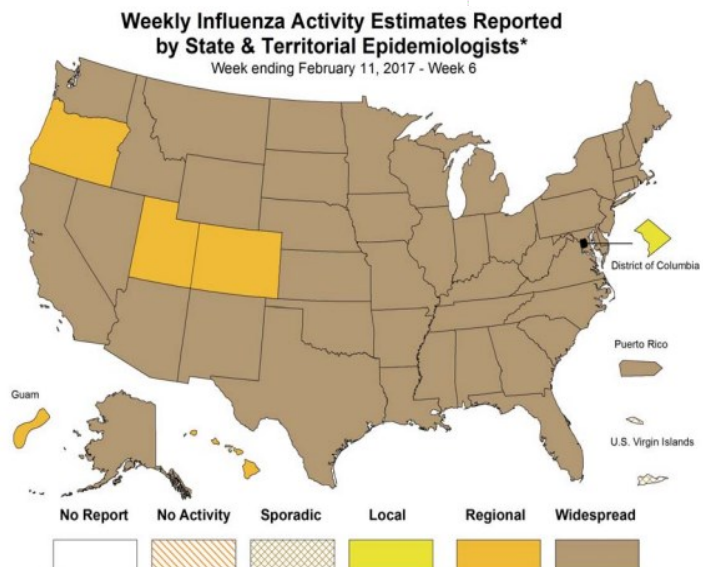 Weekly Influenza Activity Estimates Reported
by State & Territorial Epidemiologists*
Week ending February 11, 2017 - Week 6
District of Columbia
Puerto Rico
Guam
U.S. Virgin Islands
No Report No Activity Sporadic Local Regional Widespread